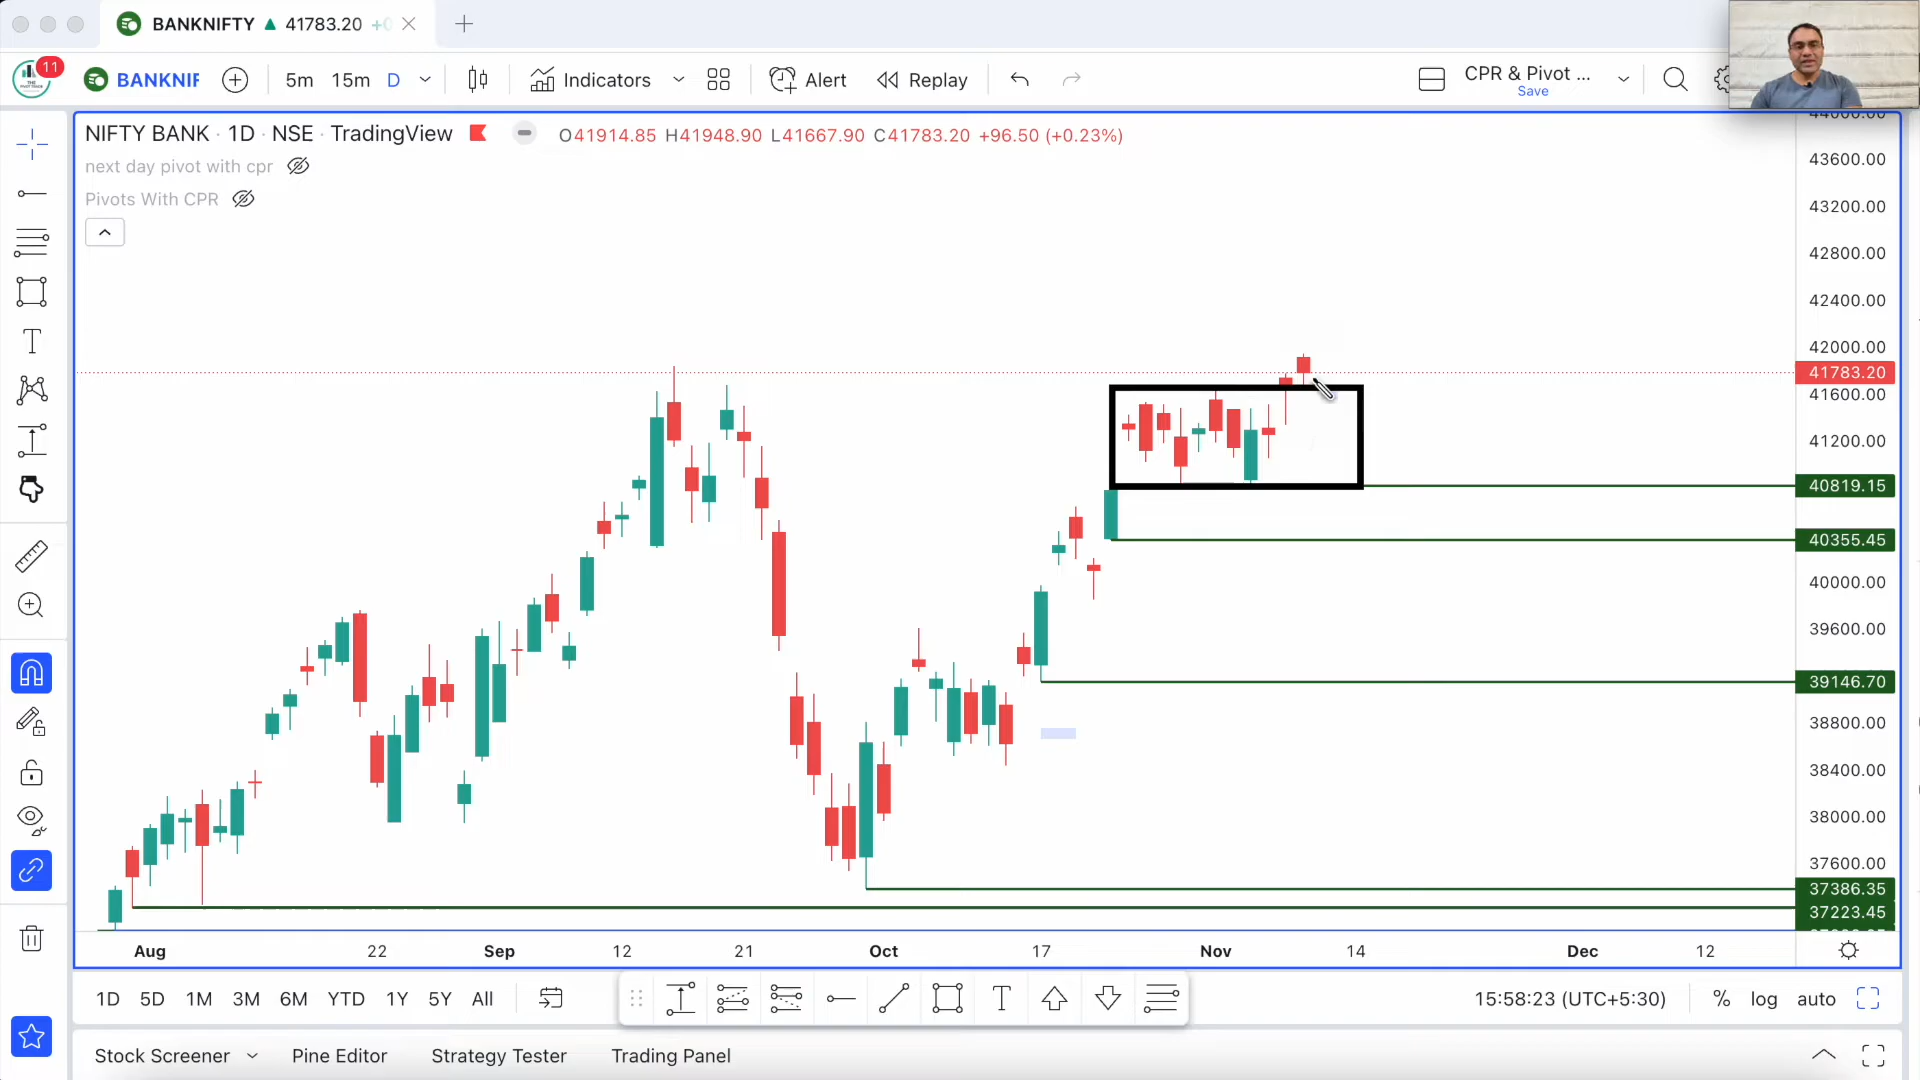 BANKNIFTY ▲ 41783.20 +0
11
BANKNIF 5m 15m D Indicators Alert Replay CPR & Pivot ... Save
NIFTY BANK · 1D · NSE · TradingView O41914.85 H41948.90 L41667.90 C41783.20 +96.50 (+0.23%)
next day pivot with cpr
Pivots With CPR
44000.00
43600.00
43200.00
42800.00
42400.00
42000.00
41783.20
41600.00
41200.00
40819.15
40355.45
40000.00
39600.00
39146.70
38800.00
38400.00
38000.00
37600.00
37386.35
37223.45
Aug 22 Sep 12 21 Oct 17 Nov 14 Dec 12
1D 5D 1M 3M 6M YTD 1Y 5Y All 15:58:23 (UTC+5:30) % log auto
Stock Screener Pine Editor Strategy Tester Trading Panel